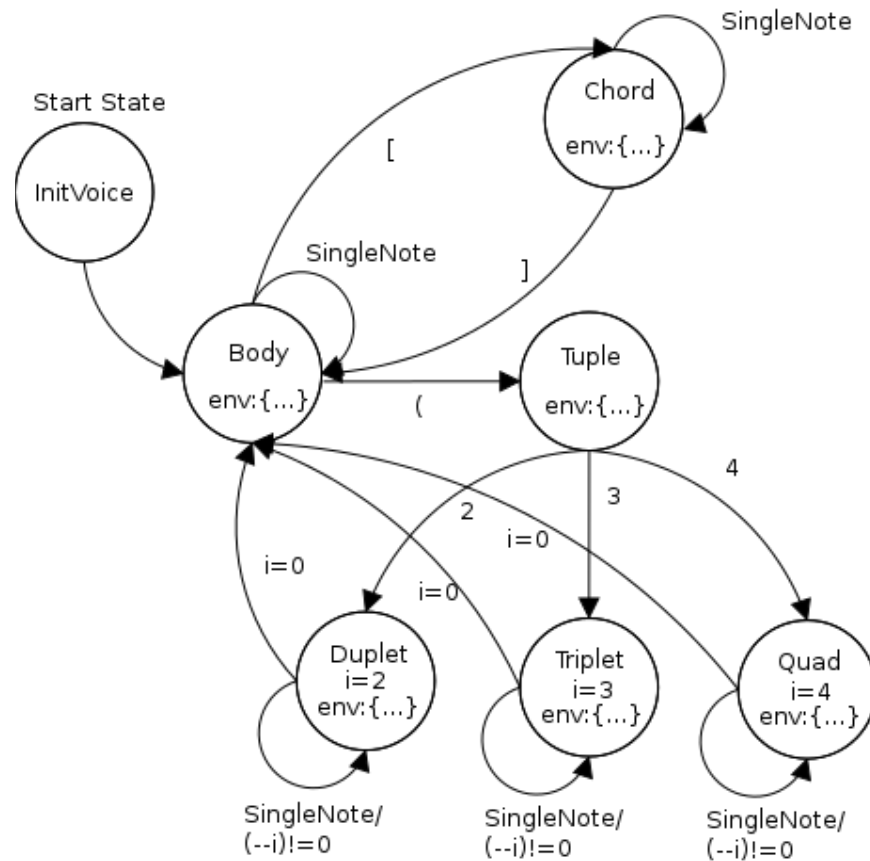 SingleNote
Chord
env:{...}
Start State
InitVoice
[
SingleNote
]
Body
env:{...}
Tuple
env:{...}
(
4
3
2
i=0
i=0
i=0
Duplet
i=2
env:{...}
Triplet
i=3
env:{...}
Quad
i=4
env:{...}
SingleNote/
(--i)!=0
SingleNote/
(--i)!=0
SingleNote/
(--i)!=0